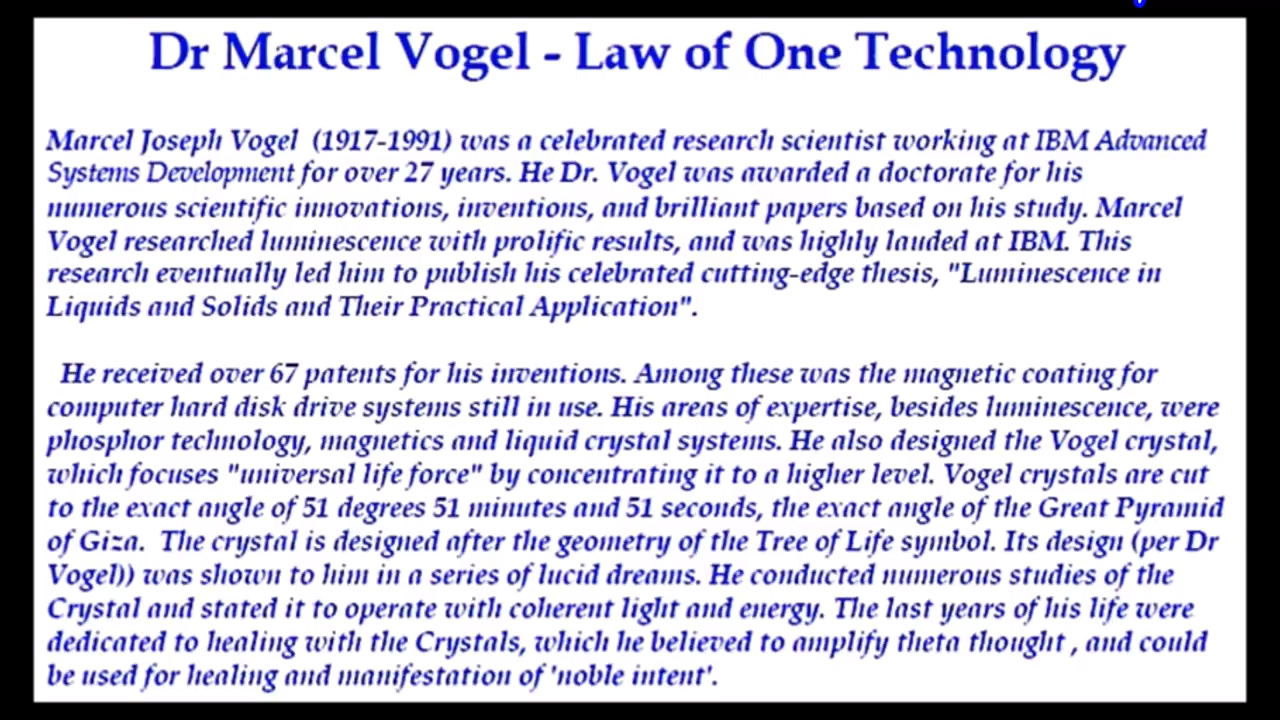 Dr Marcel Vogel - Law of One Technology
Marcel Joseph Vogel (1917-1991) was a celebrated research scientist working at IBM Advanced
Systems Development for over 27 years. He Dr. Vogel was awarded a doctorate for his
numerous scientific innovations, inventions, and brilliant papers based on his study. Marcel
Vogel researched luminescence with prolific results, and was highly lauded at IBM. This
research eventually led him to publish his celebrated cutting-edge thesis, "Luminescence in
Liquids and Solids and Their Practical Application".
He received over 67 patents for his inventions. Among these was the magnetic coating for
computer hard disk drive systems still in use. His areas of expertise, besides luminescence, were
phosphor technology, magnetics and liquid crystal systems. He also designed the Vogel crystal,
which focuses "universal life force" by concentrating it to a higher level. Vogel crystals are cut
to the exact angle of 51 degrees 51 minutes and 51 seconds, the exact angle of the Great Pyramid
of Giza. The crystal is designed after the geometry of the Tree of Life symbol. Its design (per Dr
Vogel)) was shown to him in a series of lucid dreams. He conducted numerous studies of the
Crystal and stated it to operate with coherent light and energy. The last years of his life were
dedicated to healing with the Crystals, which he believed to amplify theta thought , and could
be used for healing and manifestation of 'noble intent'.